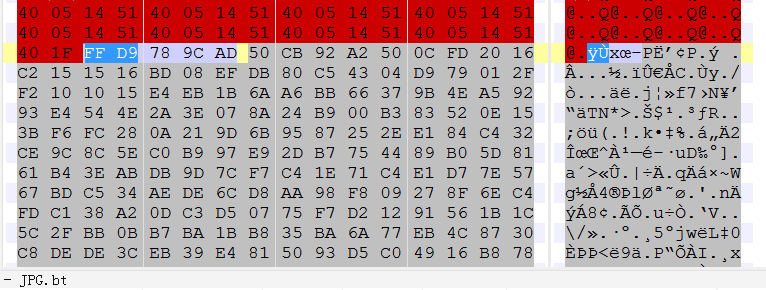 40 05 14 51 40 05 14 51 40 05 14 51 40 05 14 51 @..Q@..Q@..Q@..Q
40 05 14 51 40 05 14 51 40 05 14 51 40 05 14 51 @..Q@..Q@..Q@..Q
40 1F FF D9 78 9C AD 50 CB 92 A2 50 0C FD 20 16 @.ÿÙxœ­PË’¢P.ý .
C2 15 15 16 BD 08 EF DB 80 C5 43 04 D9 79 01 2F Â...½.ïÛ€ÅC.Ùy./
F2 10 10 15 E4 EB 1B 6A A6 BB 66 37 9B 4E A5 92 ò...äë.j¦»f7›N¥’
93 E4 54 4E 2A 3E 07 8A 24 B9 00 B3 83 52 0E 15 “äTN*>.Š$¹.³ƒR..
3B F6 FC 28 0A 21 9D 6B 95 87 25 2E E1 84 C4 32 ;öü(.!.k•‡%.á„Ä2
CE 9C 8C 5E C0 B9 97 E9 2D B7 75 44 89 B0 5D 81 ΜŒ^À¹—é-·uD‰°].
61 B4 3E AB DB 9D 7C F7 C4 1E 71 C4 E1 D7 7E 57 a´>«Û.|÷Ä.qÄá×~W
67 BD C5 34 AE DE 6C D8 AA 98 F8 09 27 8F 6E C4 g½Å4®ÞlØª˜ø.'.nÄ
FD C1 38 A2 0D C3 D5 07 75 F7 D2 12 91 56 1B 1C ýÁ8¢.ÃÕ.u÷Ò.‘V..
5C 2F BB 0B B7 BA 1B B8 35 BA 6A 77 EB 4C 87 30 \/».·º.¸5ºjwëL‡0
C8 DE DE 3C EB 39 E4 81 50 93 D5 C0 49 16 B8 78 ÈÞÞ<ë9ä.P“ÕÀI.¸x
– JPG.bt